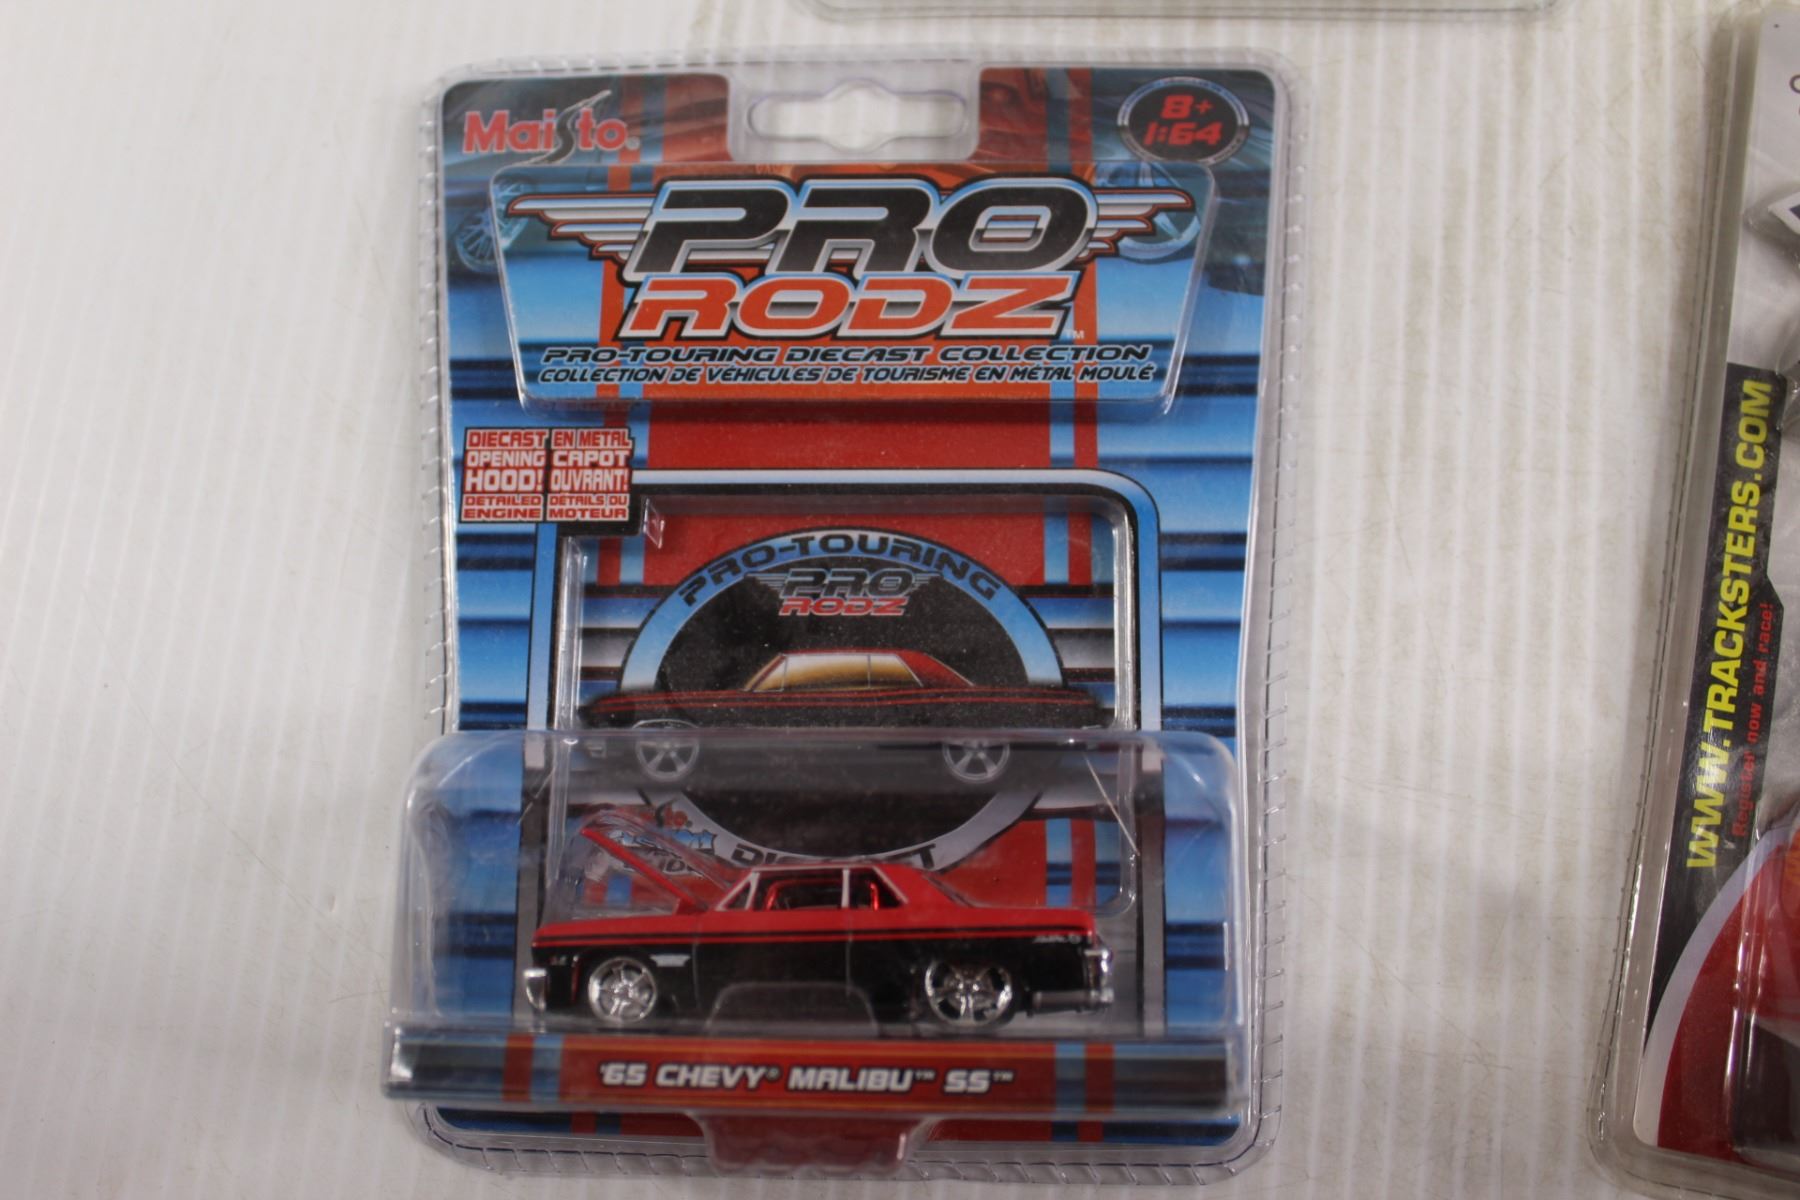 Maisto®
8+
1:64
PRO
RODZ™
PRO-TOURING DIECAST COLLECTION
COLLECTION DE VÉHICULES DE TOURISME EN MÉTAL MOULÉ
DIECAST
OPENING
HOOD!
DETAILED
ENGINE
EN METAL
CAPOT
OUVRANT!
DÉTAILS DU
MOTEUR
PRO-TOURING
PRO
RODZ
'65 CHEVY® MALIBU™ SS™
WWW.TRACKSTERS.COM
Register now and race!